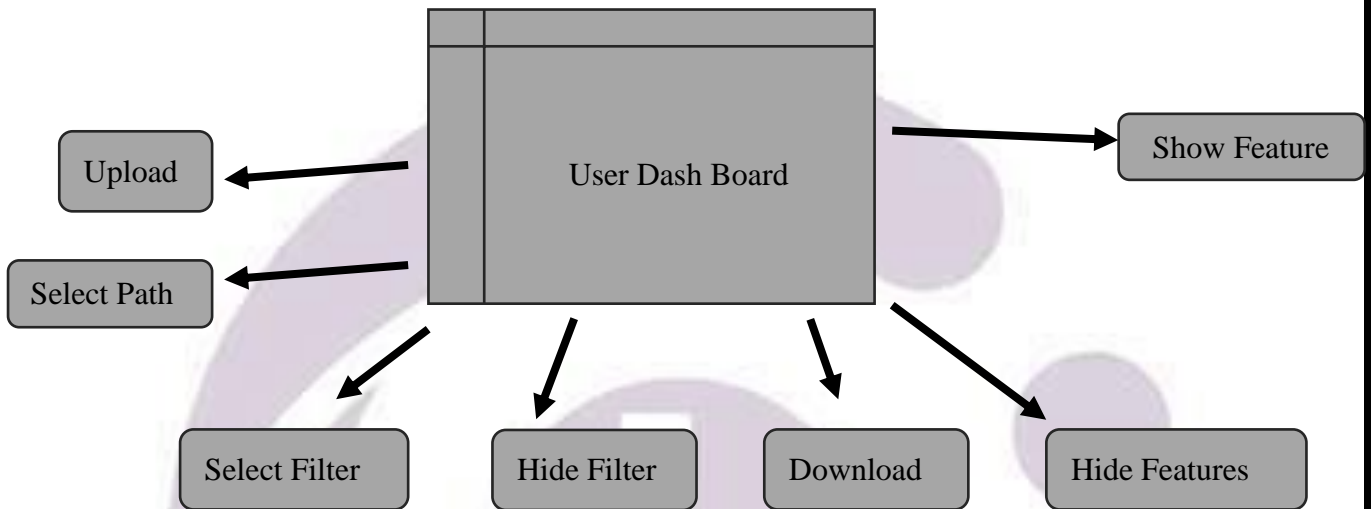 User Dash Board
Show Feature
Upload
Select Path
Select Filter
Hide Filter
Download
Hide Features